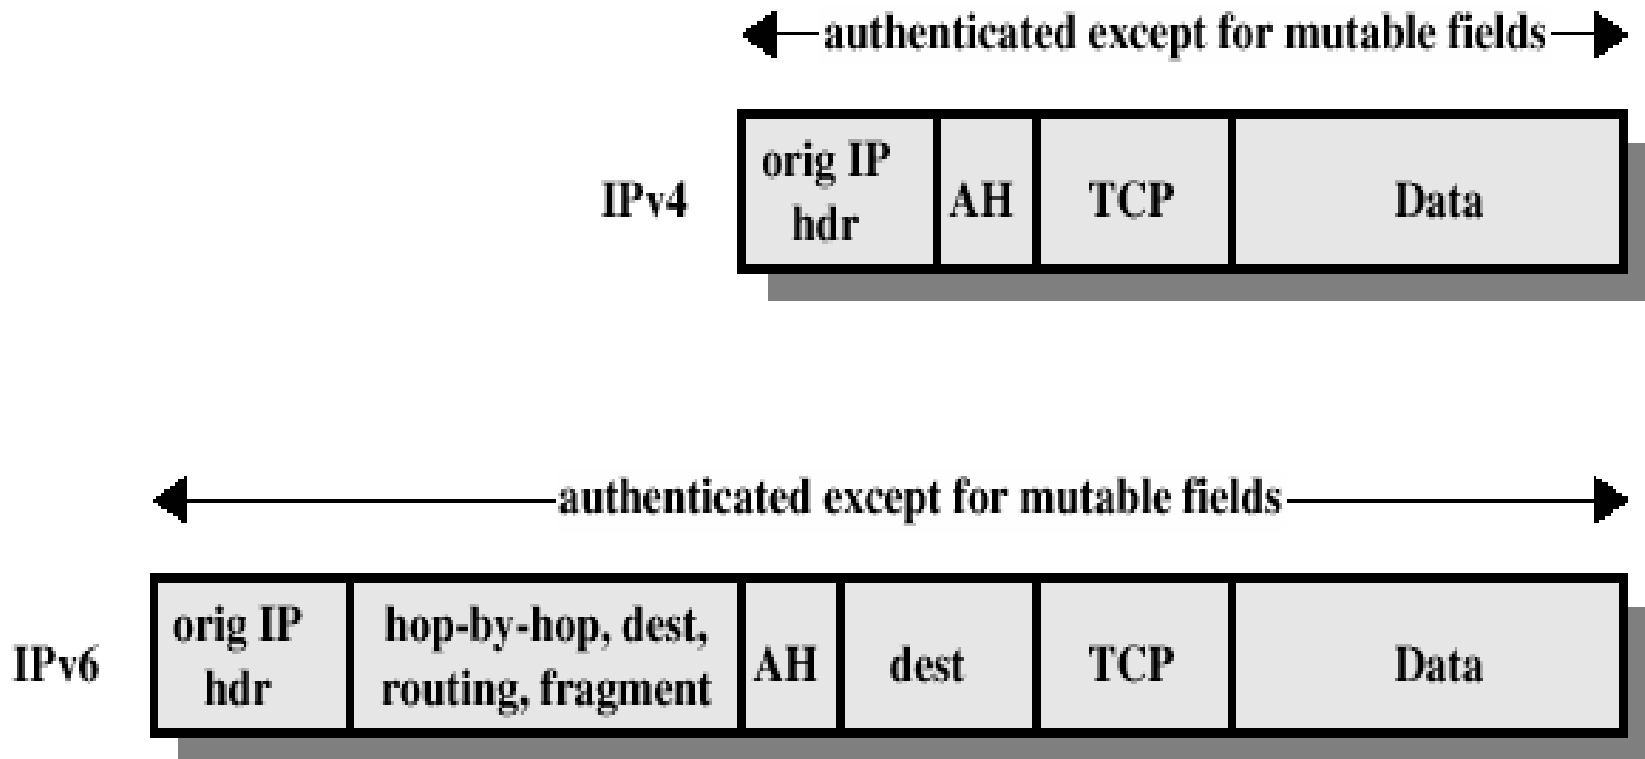 authenticated except for mutable fields
IPv4
orig IP
hdr
AH
TCP
Data
authenticated except for mutable fields
IPv6
orig IP
hdr
hop-by-hop, dest,
routing, fragment
AH
dest
TCP
Data